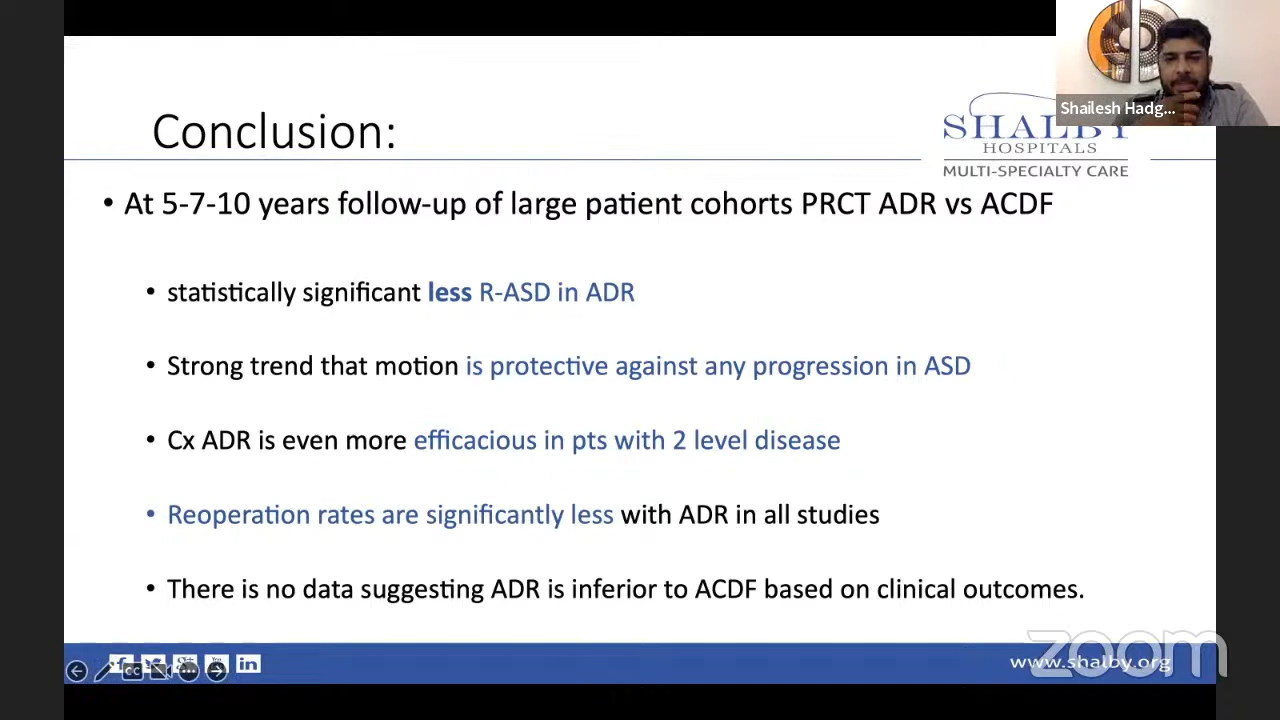 Shailesh Hadg...
Conclusion:
SHALBY
HOSPITALS
MULTI-SPECIALTY CARE
• At 5-7-10 years follow-up of large patient cohorts PRCT ADR vs ACDF
• statistically significant less R-ASD in ADR
• Strong trend that motion is protective against any progression in ASD
• Cx ADR is even more efficacious in pts with 2 level disease
• Reoperation rates are significantly less with ADR in all studies
• There is no data suggesting ADR is inferior to ACDF based on clinical outcomes.
CC
in
www.shalby.org
zoom